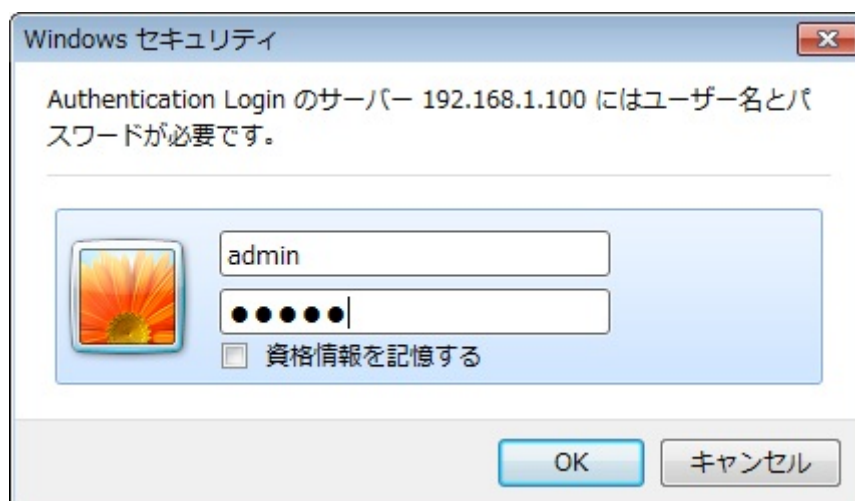 Windows セキュリティ
Authentication Login のサーバー 192.168.1.100 にはユーザー名とパ
スワードが必要です。
admin
●●●●●
資格情報を記憶する
OK
キャンセル